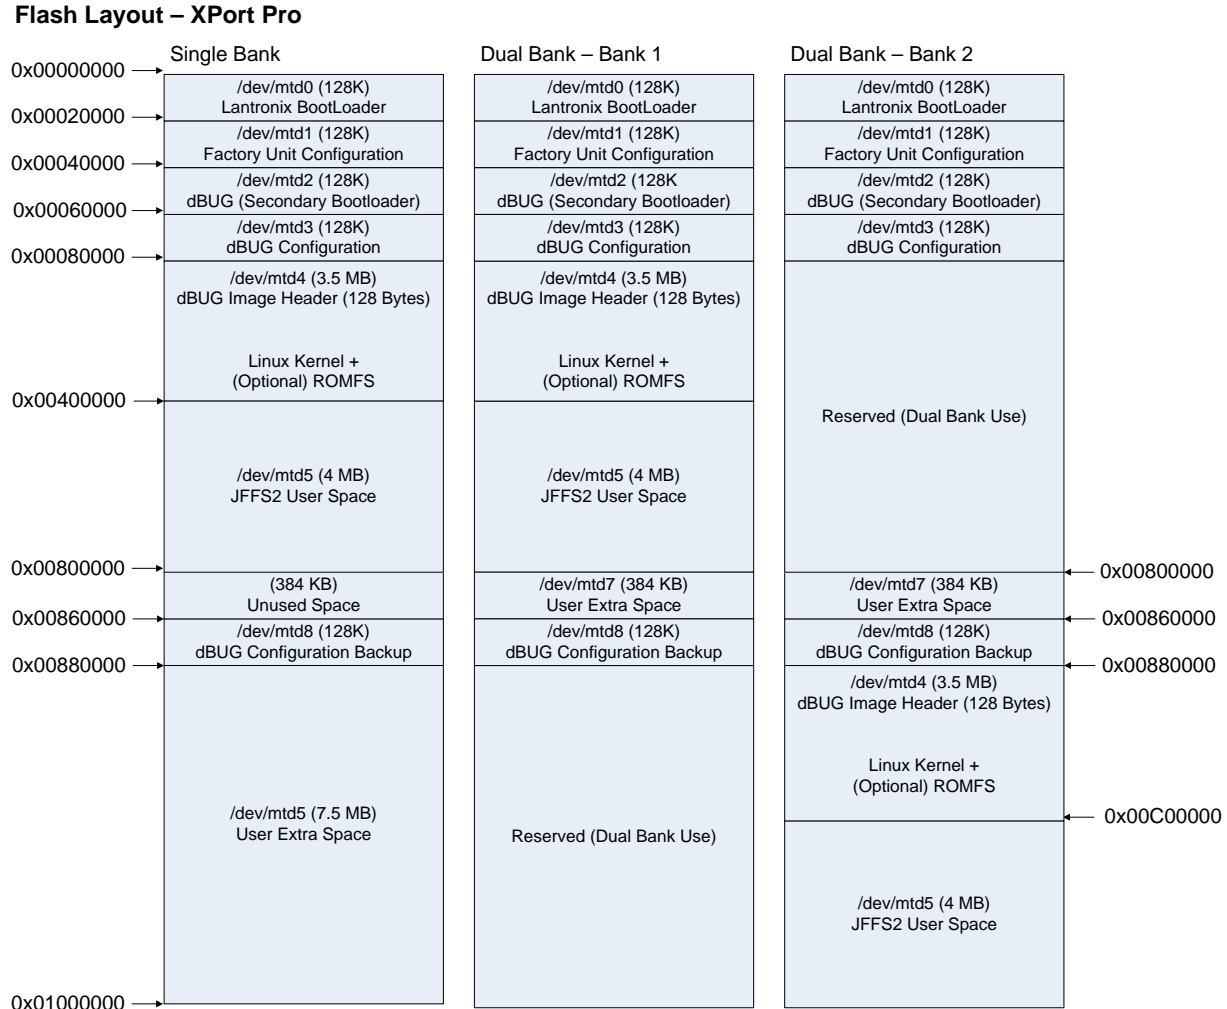 Flash Layout – XPort Pro
Single Bank
0x00000000
0x00020000
0x00040000
0x00060000
0x00080000
0x00400000
0x00800000
0x00860000
0x00880000
0x01000000
/dev/mtd0 (128K)
Lantronix BootLoader
/dev/mtd1 (128K)
Factory Unit Configuration
/dev/mtd2 (128K)
dBUG (Secondary Bootloader)
/dev/mtd3 (128K)
dBUG Configuration
/dev/mtd4 (3.5 MB)
dBUG Image Header (128 Bytes)
Linux Kernel +
(Optional) ROMFS
/dev/mtd5 (4 MB)
JFFS2 User Space
(384 KB)
Unused Space
/dev/mtd8 (128K)
dBUG Configuration Backup
/dev/mtd5 (7.5 MB)
User Extra Space
Dual Bank – Bank 1
/dev/mtd0 (128K)
Lantronix BootLoader
/dev/mtd1 (128K)
Factory Unit Configuration
/dev/mtd2 (128K
dBUG (Secondary Bootloader)
/dev/mtd3 (128K)
dBUG Configuration
/dev/mtd4 (3.5 MB)
dBUG Image Header (128 Bytes)
Linux Kernel +
(Optional) ROMFS
/dev/mtd5 (4 MB)
JFFS2 User Space
/dev/mtd7 (384 KB)
User Extra Space
/dev/mtd8 (128K)
dBUG Configuration Backup
Reserved (Dual Bank Use)
Dual Bank – Bank 2
/dev/mtd0 (128K)
Lantronix BootLoader
/dev/mtd1 (128K)
Factory Unit Configuration
/dev/mtd2 (128K)
dBUG (Secondary Bootloader)
/dev/mtd3 (128K)
dBUG Configuration
Reserved (Dual Bank Use)
/dev/mtd7 (384 KB)
User Extra Space
/dev/mtd8 (128K)
dBUG Configuration Backup
/dev/mtd4 (3.5 MB)
dBUG Image Header (128 Bytes)
Linux Kernel +
(Optional) ROMFS
/dev/mtd5 (4 MB)
JFFS2 User Space
0x00800000
0x00860000
0x00880000
0x00C00000